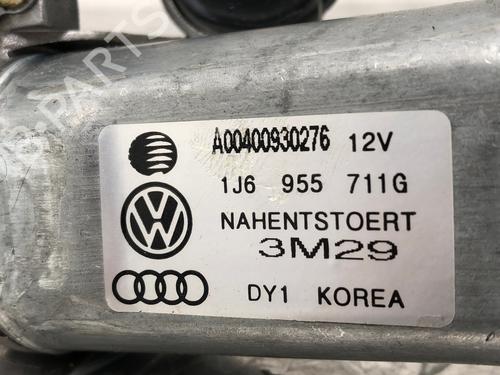 A00400930276 12V
1J6 955 711G
NAHENTSTOERT
3M29
DY1 KOREA